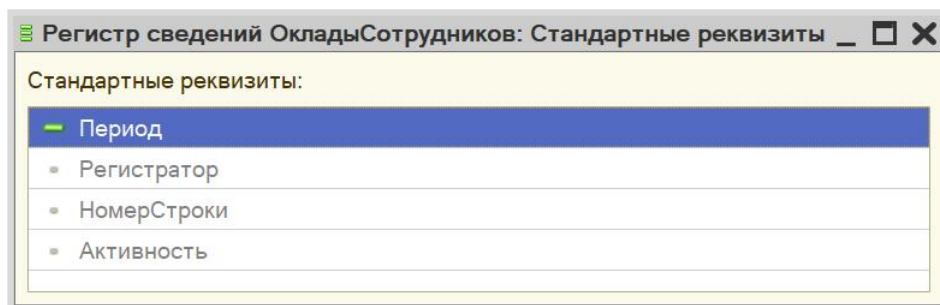 Регистр сведений ОкладыСотрудников: Стандартные реквизиты
Стандартные реквизиты:
Период
Регистратор
НомерСтроки
Активность